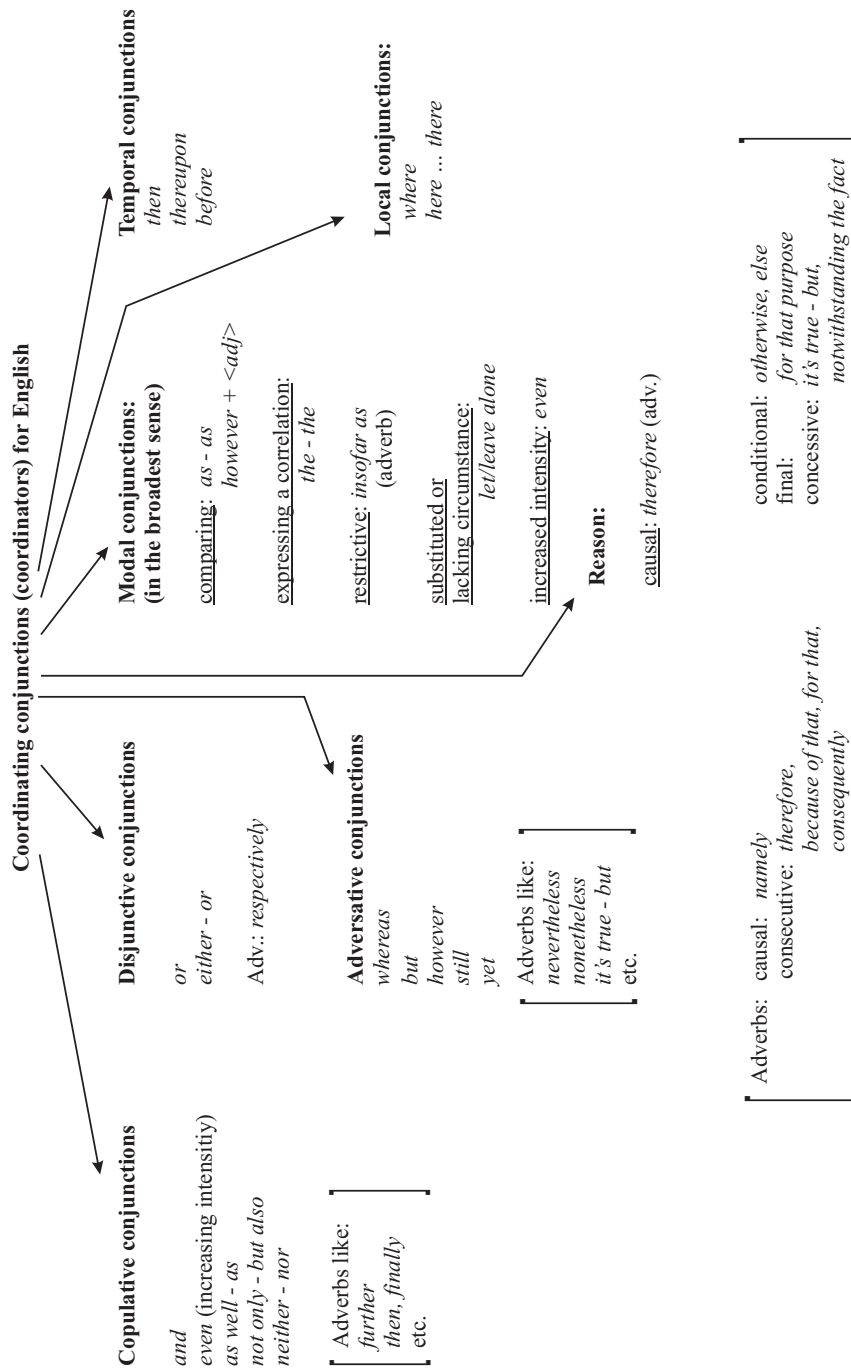 Coordinating conjunctions (coordinators) for English
Copulative conjunctions
and
even (increasing intensitiy)
as well - as
not only - but also
neither - nor
Adverbs like:
further
then, finally
etc.
Disjunctive conjunctions
or
either - or
Adv.: respectively
Adversative conjunctions
whereas
but
however
still
yet
Adverbs like:
nevertheless
nonetheless
it's true - but
etc.
Modal conjunctions:
(in the broadest sense)
comparing: as - as
however + <adj>
expressing a correlation:
the - the
restrictive: insofar as
(adverb)
substituted or
lacking circumstance:
let/leave alone
increased intensity: even
Reason:
causal: therefore (adv.)
Temporal conjunctions
then
thereupon
before
Local conjunctions:
where
here ... there
Adverbs: causal: namely
consecutive: therefore,
because of that, for that,
consequently
conditional: otherwise, else
final: for that purpose
concessive: it's true - but,
notwithstanding the fact